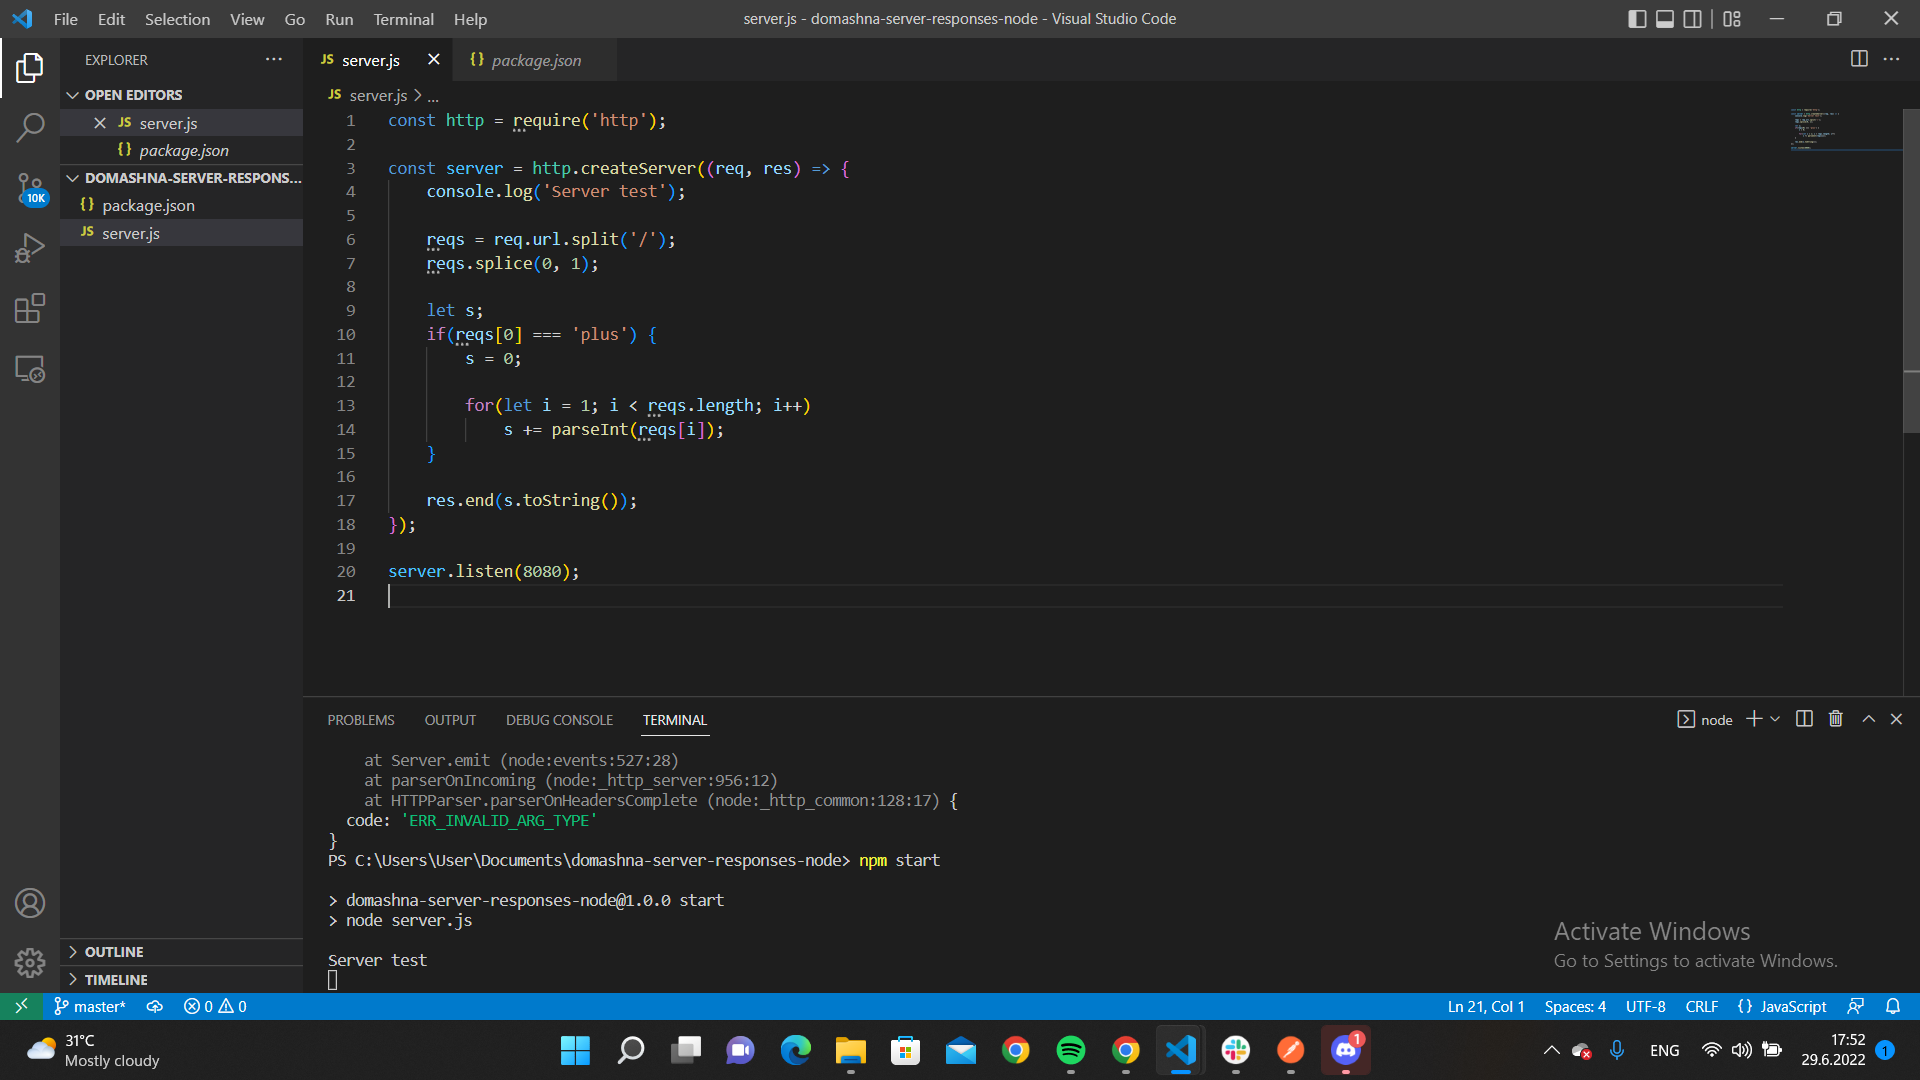 File Edit Selection View Go Run Terminal Help
server.js - domashna-server-responses-node - Visual Studio Code
EXPLORER
OPEN EDITORS
JS server.js
{} package.json
DOMASHNA-SERVER-RESPONS...
{} package.json
JS server.js
10K
OUTLINE
TIMELINE
JS server.js
{} package.json
JS server.js > ...
1 const http = require('http');
2
3 const server = http.createServer((req, res) => {
4 console.log('Server test');
5
6 reqs = req.url.split('/');
7 reqs.splice(0, 1);
8
9 let s;
10 if(reqs[0] === 'plus') {
11 s = 0;
12
13 for(let i = 1; i < reqs.length; i++)
14 s += parseInt(reqs[i]);
15 }
16
17 res.end(s.toString());
18 });
19
20 server.listen(8080);
21
PROBLEMS OUTPUT DEBUG CONSOLE TERMINAL
node
at Server.emit (node:events:527:28)
at parserOnIncoming (node:_http_server:956:12)
at HTTPParser.parserOnHeadersComplete (node:_http_common:128:17) {
code: 'ERR_INVALID_ARG_TYPE'
}
PS C:\Users\User\Documents\domashna-server-responses-node> npm start
> domashna-server-responses-node@1.0.0 start
> node server.js
Server test
Activate Windows
Go to Settings to activate Windows.
master* 0 0
Ln 21, Col 1 Spaces: 4 UTF-8 CRLF {} JavaScript
31°C
Mostly cloudy
1
ENG
17:52
29.6.2022
1